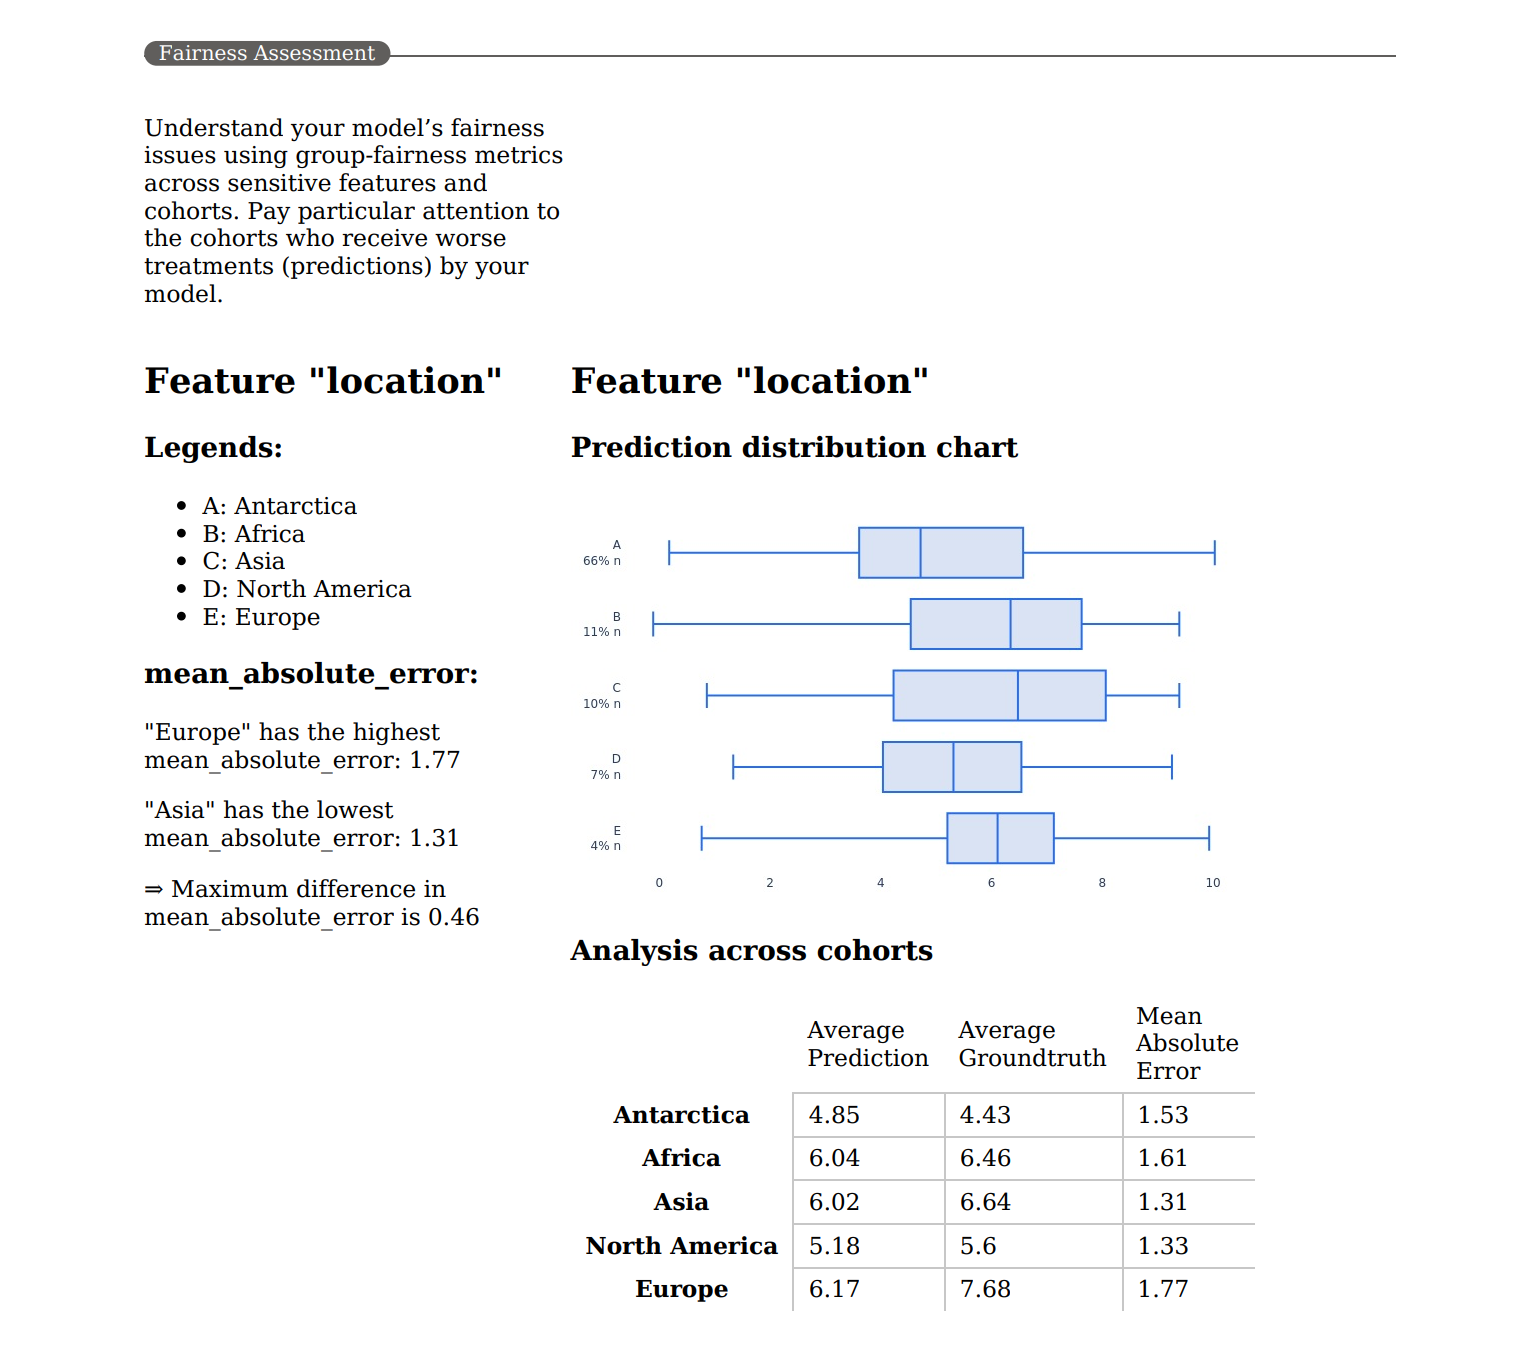 Fairness Assessment
Understand your model’s fairness
issues using group-fairness metrics
across sensitive features and
cohorts. Pay particular attention to
the cohorts who receive worse
treatments (predictions) by your
model.
Feature "location"
Legends:
• A: Antarctica
• B: Africa
• C: Asia
• D: North America
• E: Europe
mean_absolute_error:
"Europe" has the highest
mean_absolute_error: 1.77
"Asia" has the lowest
mean_absolute_error: 1.31
⇒ Maximum difference in
mean_absolute_error is 0.46
Feature "location"
Prediction distribution chart
A
66% n
B
11% n
C
10% n
D
7% n
E
4% n
0 2 4 6 8 10
Analysis across cohorts
Average
Prediction
Average
Groundtruth
Mean
Absolute
Error
Antarctica 4.85 4.43 1.53
Africa 6.04 6.46 1.61
Asia 6.02 6.64 1.31
North America 5.18 5.6 1.33
Europe 6.17 7.68 1.77